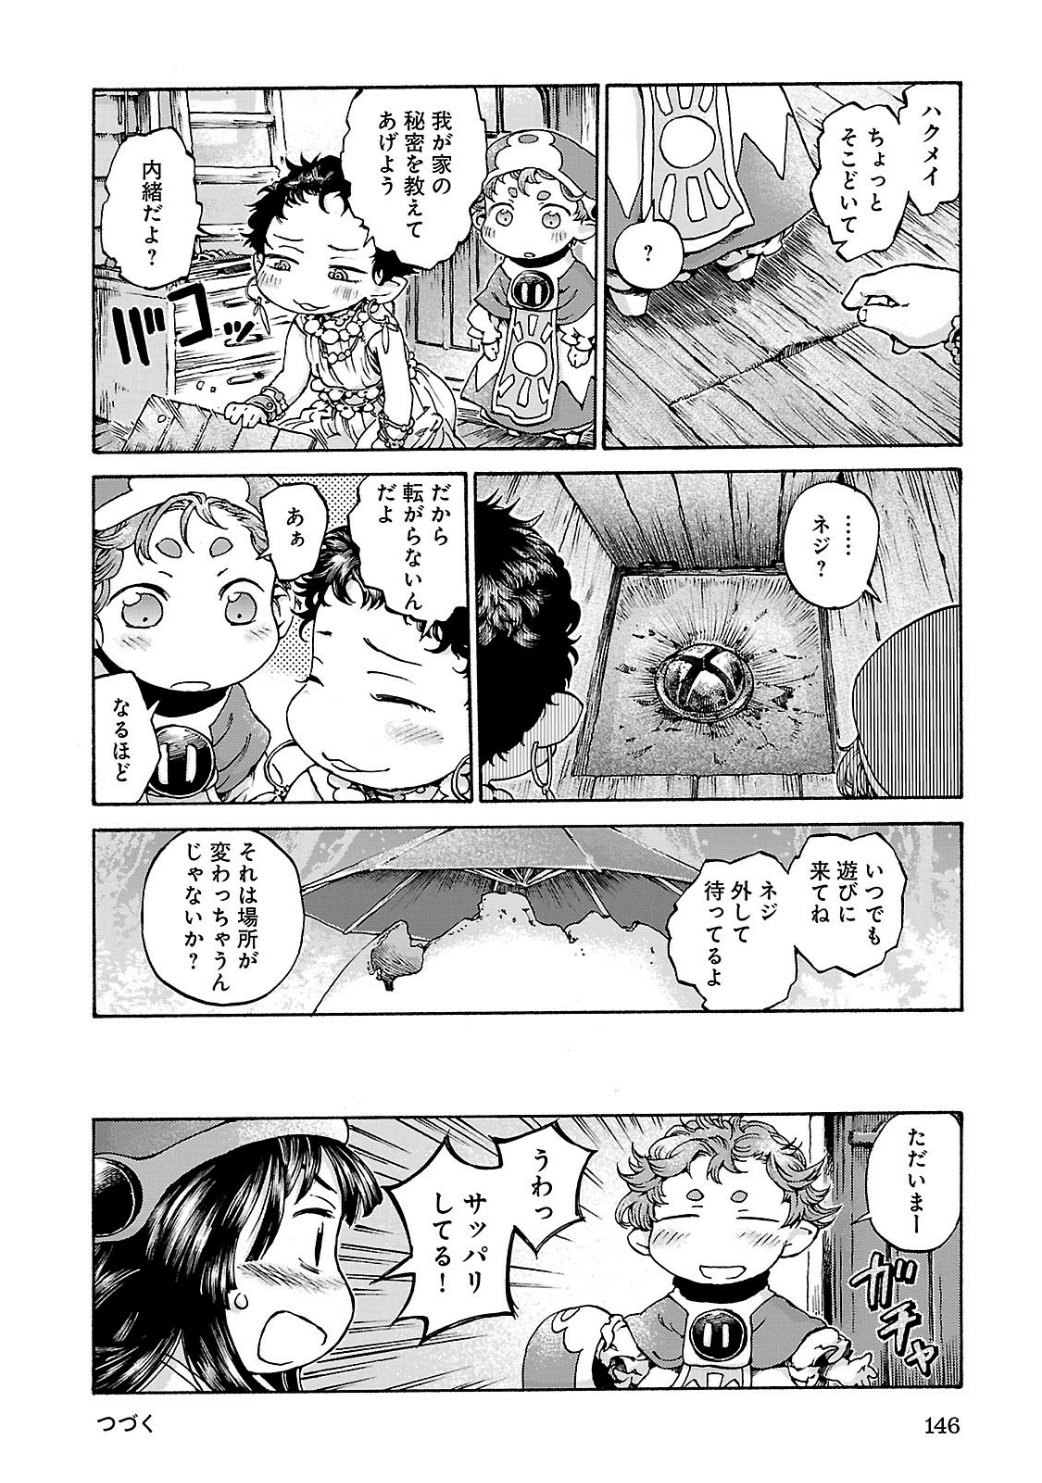 ハクメイ
ちょっと
そこどいて
?
我が家の
秘密を教えて
あげよう
内緒だよ?
バコッ
……
ネジ?
だから
転がらないん
だよ
あぁ
なるほど
いつでも
遊びに
来てね
ネジ
外して
待ってるよ
それは場所が
変わっちゃうん
じゃないか?
ただいまー
ガチャ
うわっ
サッパリ
してる!
つづく
146